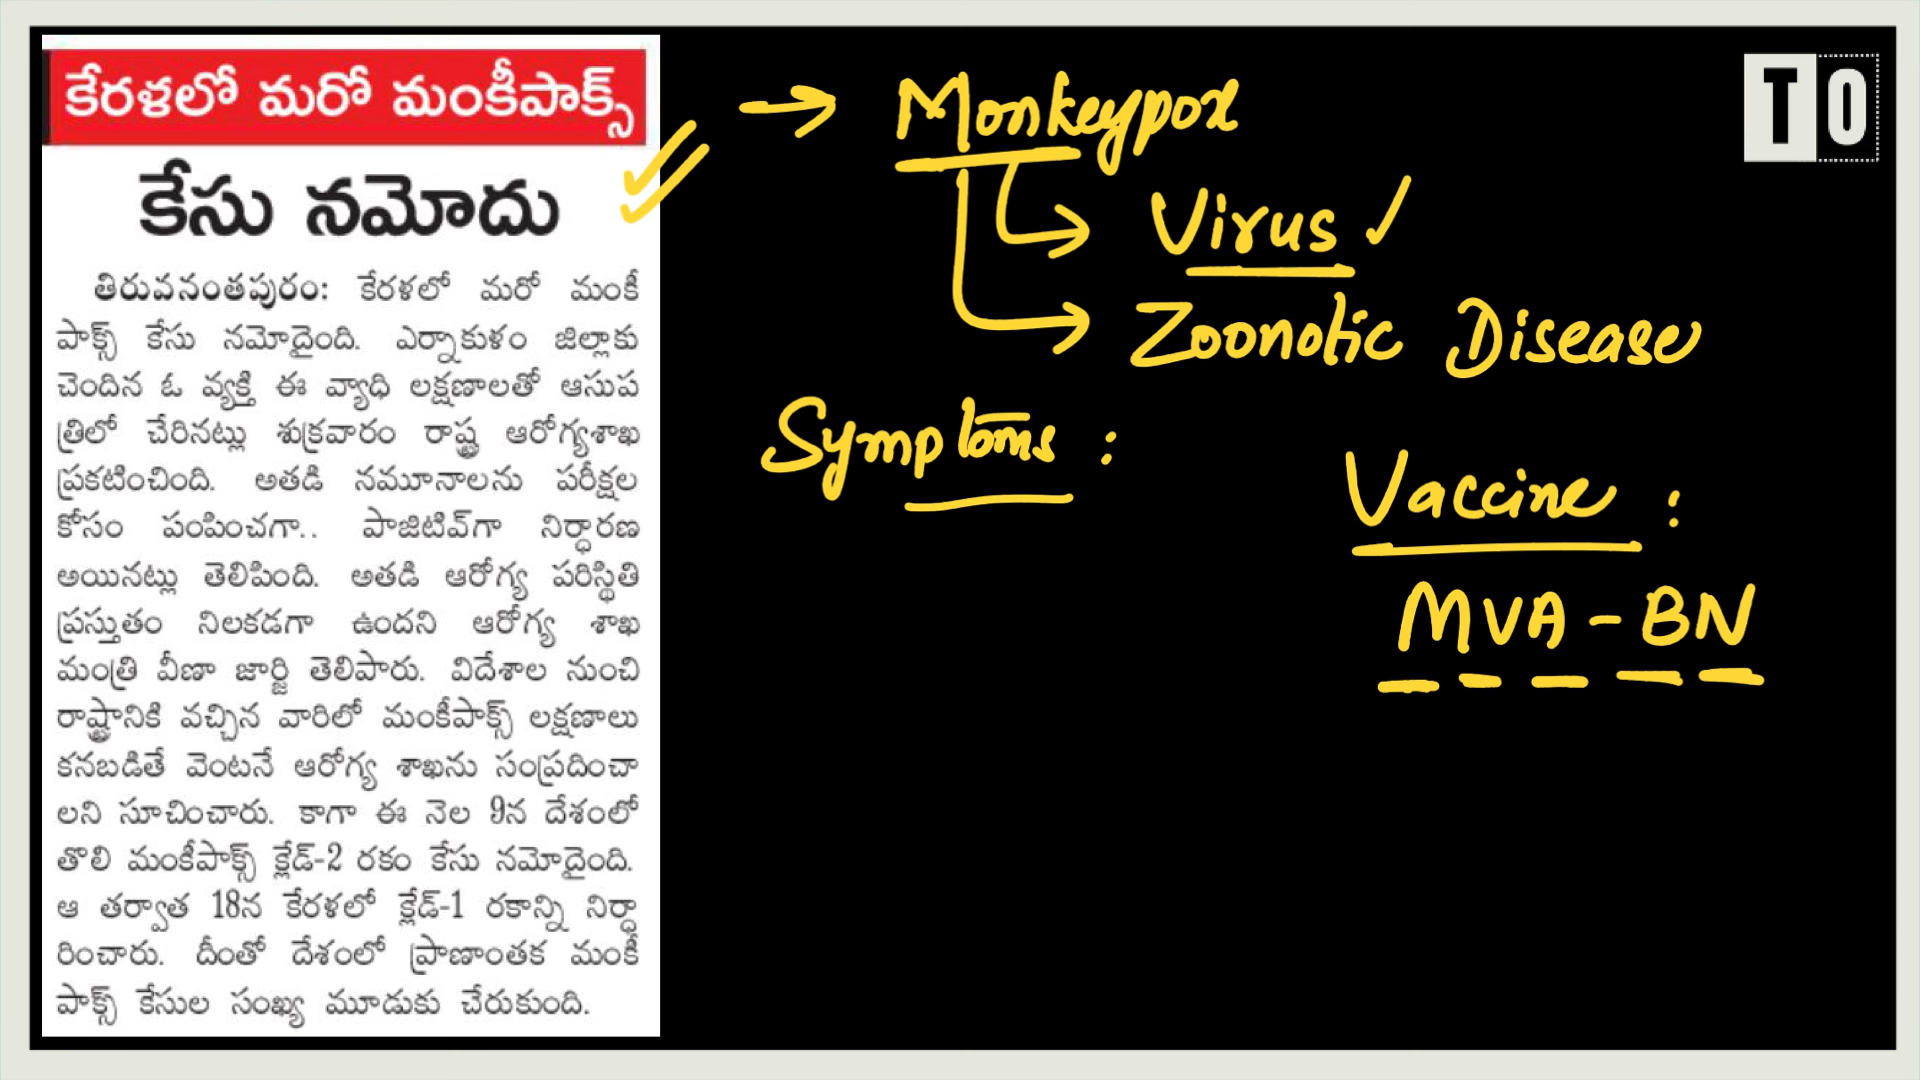 కేరళలో మరో మంకీపాక్స్
కేసు నమోదు
తిరువనంతపురం: కేరళలో మరో మంకీ
పాక్స్ కేసు నమోదైంది. ఎర్నాకుళం జిల్లాకు
చెందిన ఓ వ్యక్తి ఈ వ్యాధి లక్షణాలతో ఆసుప
త్రిలో చేరినట్లు శుక్రవారం రాష్ట్ర ఆరోగ్యశాఖ
ప్రకటించింది. అతడి నమూనాలను పరీక్షల
కోసం పంపించగా.. పాజిటివ్‌గా నిర్ధారణ
అయినట్లు తెలిపింది. అతడి ఆరోగ్య పరిస్థితి
ప్రస్తుతం నిలకడగా ఉందని ఆరోగ్య శాఖ
మంత్రి వీణా జార్జి తెలిపారు. విదేశాల నుంచి
రాష్ట్రానికి వచ్చిన వారిలో మంకీపాక్స్ లక్షణాలు
కనబడితే వెంటనే ఆరోగ్య శాఖను సంప్రదించా
లని సూచించారు. కాగా ఈ నెల 9న దేశంలో
తొలి మంకీపాక్స్ క్లేడ్-2 రకం కేసు నమోదైంది.
ఆ తర్వాత 18న కేరళలో క్లేడ్-1 రకాన్ని నిర్ధా
రించారు. దీంతో దేశంలో ప్రాణాంతక మంకీ
పాక్స్ కేసుల సంఖ్య మూడుకు చేరుకుంది.
→ Monkeypox
→ Virus ✓
→ Zoonotic Disease
Symptoms :
Vaccine :
MVA-BN
TO